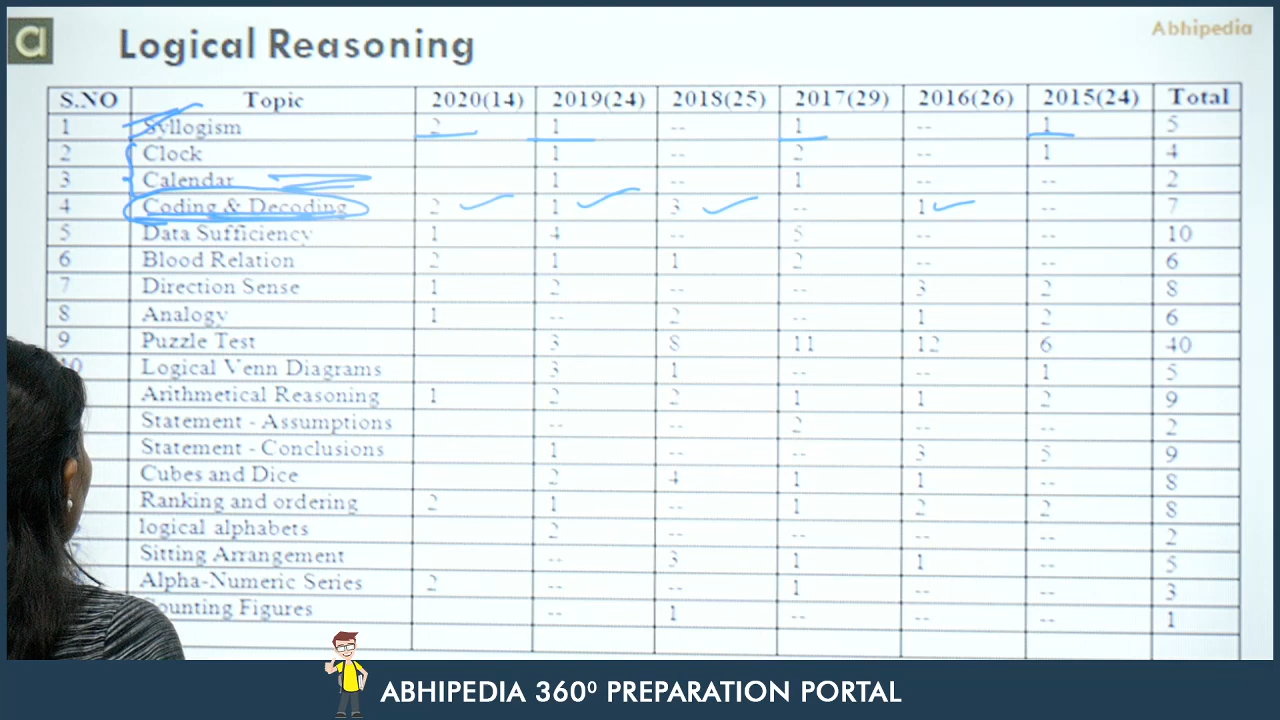 a
Abhipedia
Logical Reasoning
S.NO Topic 2020(14) 2019(24) 2018(25) 2017(29) 2016(26) 2015(24) Total
1 Syllogism 2 1 -- 1 -- 1 5
2 Clock 1 -- 2 -- 1 4
3 Calendar 1 -- 1 -- -- 2
4 Coding & Decoding 2 1 3 -- 1 -- 7
5 Data Sufficiency 1 4 -- 5 -- -- 10
6 Blood Relation 2 1 1 2 -- -- 6
7 Direction Sense 1 2 -- -- 3 2 8
8 Analogy 1 -- 2 -- 1 2 6
9 Puzzle Test 3 8 11 12 6 40
10 Logical Venn Diagrams 3 1 -- -- 1 5
Arithmetical Reasoning 1 2 2 1 1 2 9
Statement - Assumptions -- -- 2 -- -- 2
Statement - Conclusions 1 -- -- 3 5 9
Cubes and Dice 2 4 1 1 -- 8
Ranking and ordering 2 1 -- 1 2 2 8
logical alphabets 2 -- -- -- -- 2
7 Sitting Arrangement -- 3 1 1 -- 5
Alpha-Numeric Series 2 -- -- 1 -- -- 3
Counting Figures -- 1 -- -- -- 1
ABHIPEDIA 360⁰ PREPARATION PORTAL